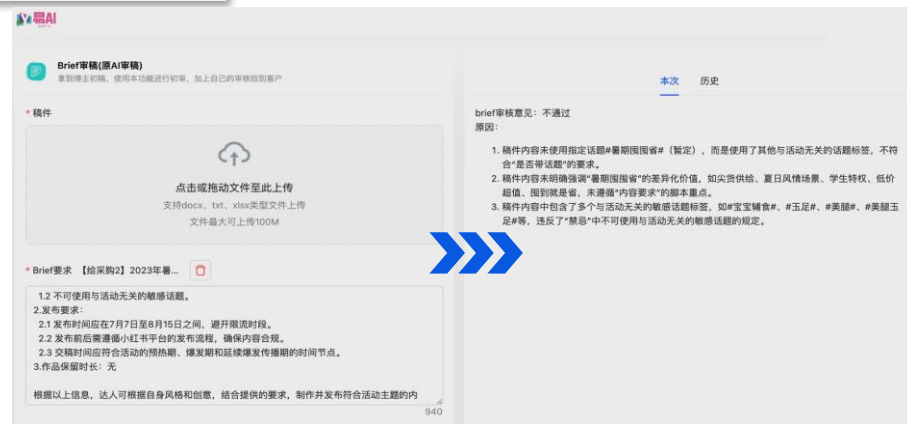 易AI
Brief审稿(原AI审稿)
拿到博主初稿，使用本功能进行初审，加上自己的审核给到客户
* 稿件
点击或拖动文件至此上传
支持docx、txt、xlsx类型文件上传
文件最大可上传100M
* Brief要求 【给采购2】2023年暑...
1.2 不可使用与活动无关的敏感话题。
2.发布要求：
2.1 发布时间应在7月7日至8月15日之间，避开限流时段。
2.2 发布前后需遵循小红书平台的发布流程，确保内容合规。
2.3 交稿时间应符合活动的预热期、爆发期和延续爆发传播期的时间节点。
3.作品保留时长：无
根据以上信息，达人可根据自身风格和创意，结合提供的要求，制作并发布符合活动主题的内
940
本次 历史
brief审核意见：不通过
原因：
1. 稿件内容未使用指定话题#暑期囤囤省#（暂定），而是使用了其他与活动无关的话题标签，不符
合“是否带话题”的要求。
2. 稿件内容未明确强调“暑期囤囤省”的差异化价值，如尖货供给、夏日风情场景、学生特权、低价
超值、囤到就是省，未遵循“内容要求”的脚本重点。
3. 稿件内容中包含了多个与活动无关的敏感话题标签，如#宝宝辅食#、#玉足#、#美腿#、#美腿玉
足#等，违反了“禁忌”中不可使用与活动无关的敏感话题的规定。